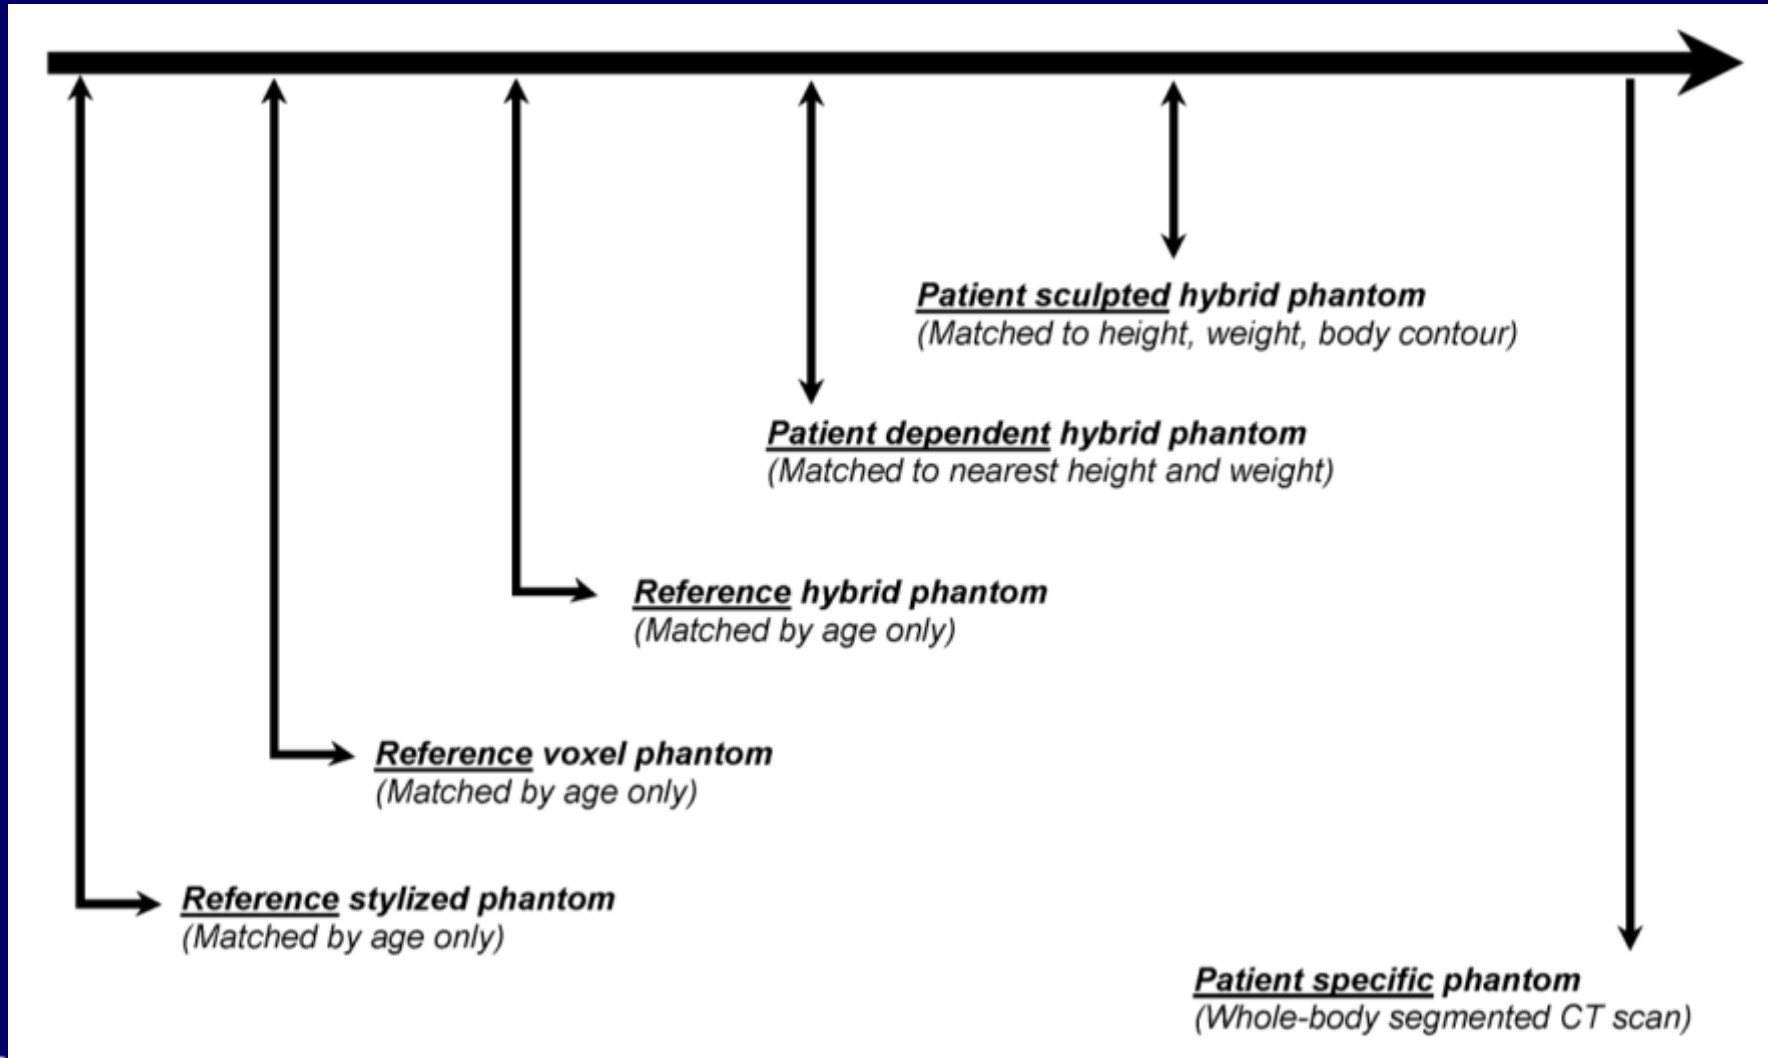 Patient sculpted hybrid phantom
(Matched to height, weight, body contour)
Patient dependent hybrid phantom
(Matched to nearest height and weight)
Reference hybrid phantom
(Matched by age only)
Reference voxel phantom
(Matched by age only)
Reference stylized phantom
(Matched by age only)
Patient specific phantom
(Whole-body segmented CT scan)